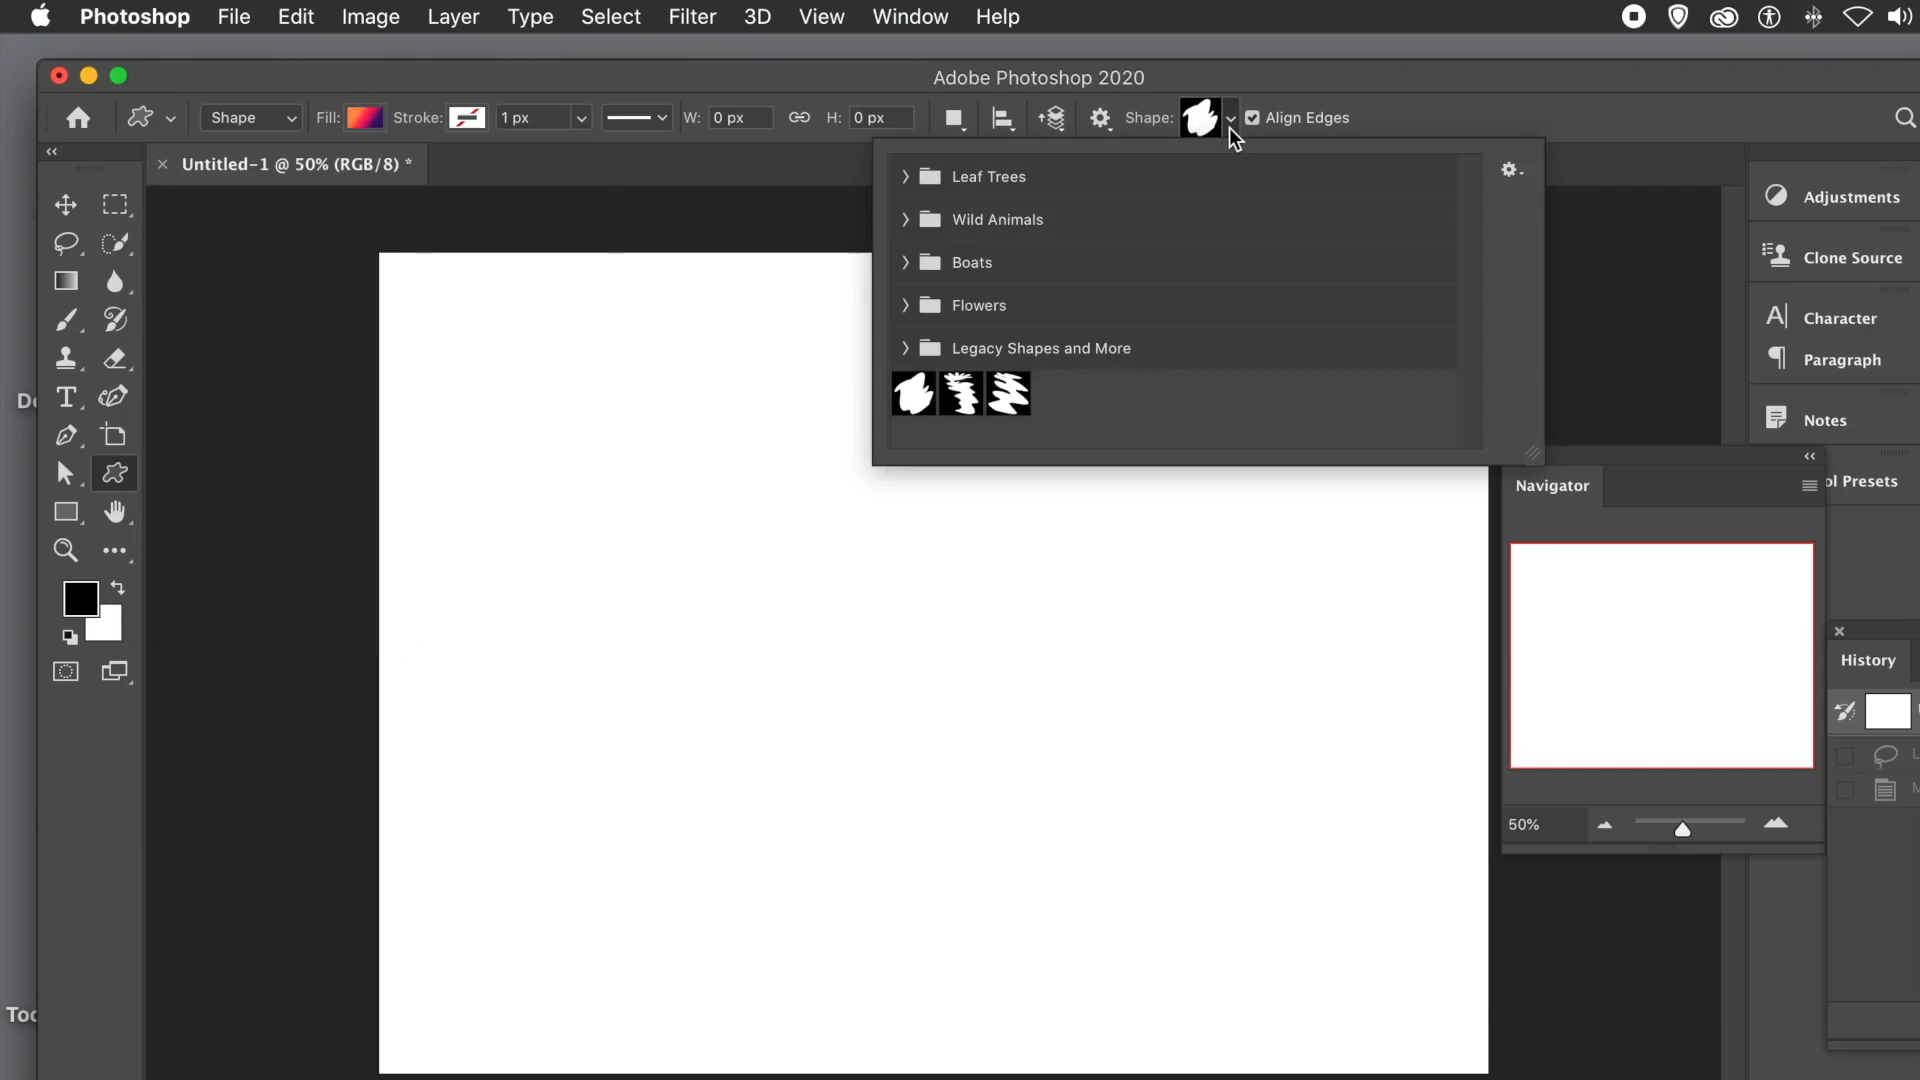 Photoshop File Edit Image Layer Type Select Filter 3D View Window Help
Adobe Photoshop 2020
Shape Fill: Stroke: 1 px W: 0 px H: 0 px Shape: Align Edges
Untitled-1 @ 50% (RGB/8) *
Leaf Trees
Wild Animals
Boats
Flowers
Legacy Shapes and More
Adjustments
Clone Source
Character
Paragraph
Notes
Presets
Navigator
50%
History